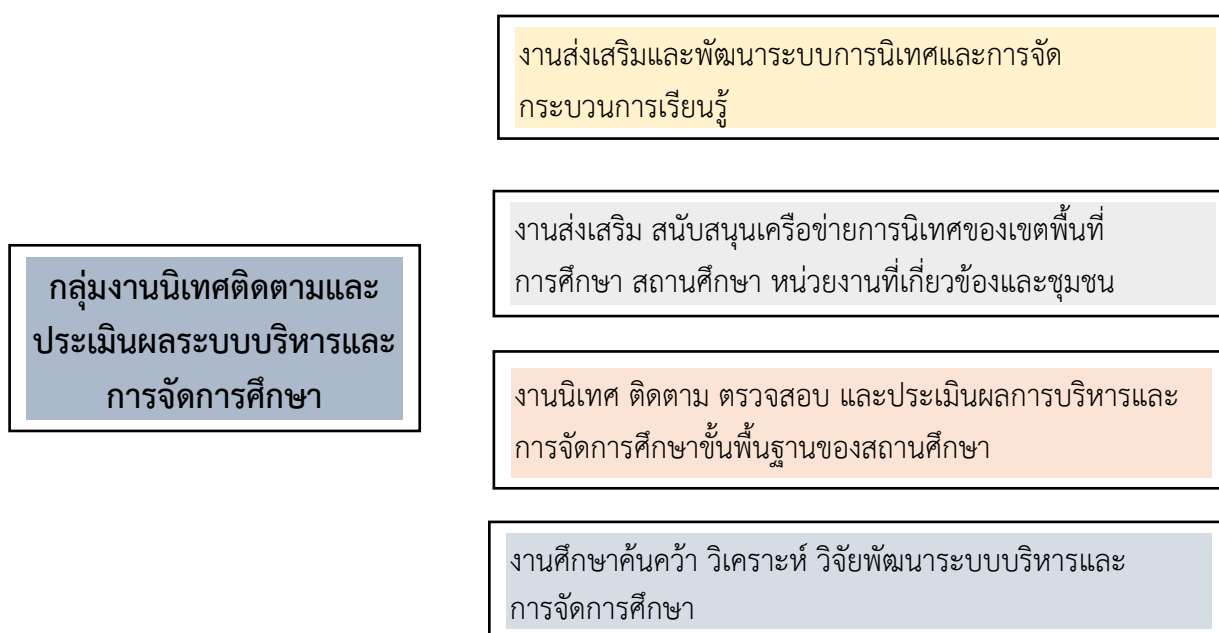 งานส่งเสริมและพัฒนาระบบการนิเทศและการจัด
กระบวนการเรียนรู้
งานส่งเสริม สนับสนุนเครือข่ายการนิเทศของเขตพื้นที่
การศึกษา สถานศึกษา หน่วยงานที่เกี่ยวข้องและชุมชน
กลุ่มงานนิเทศติดตามและ
ประเมินผลระบบบริหารและ
การจัดการศึกษา
งานนิเทศ ติดตาม ตรวจสอบ และประเมินผลการบริหารและ
การจัดการศึกษาขั้นพื้นฐานของสถานศึกษา
งานศึกษาค้นคว้า วิเคราะห์ วิจัยพัฒนาระบบบริหารและ
การจัดการศึกษา